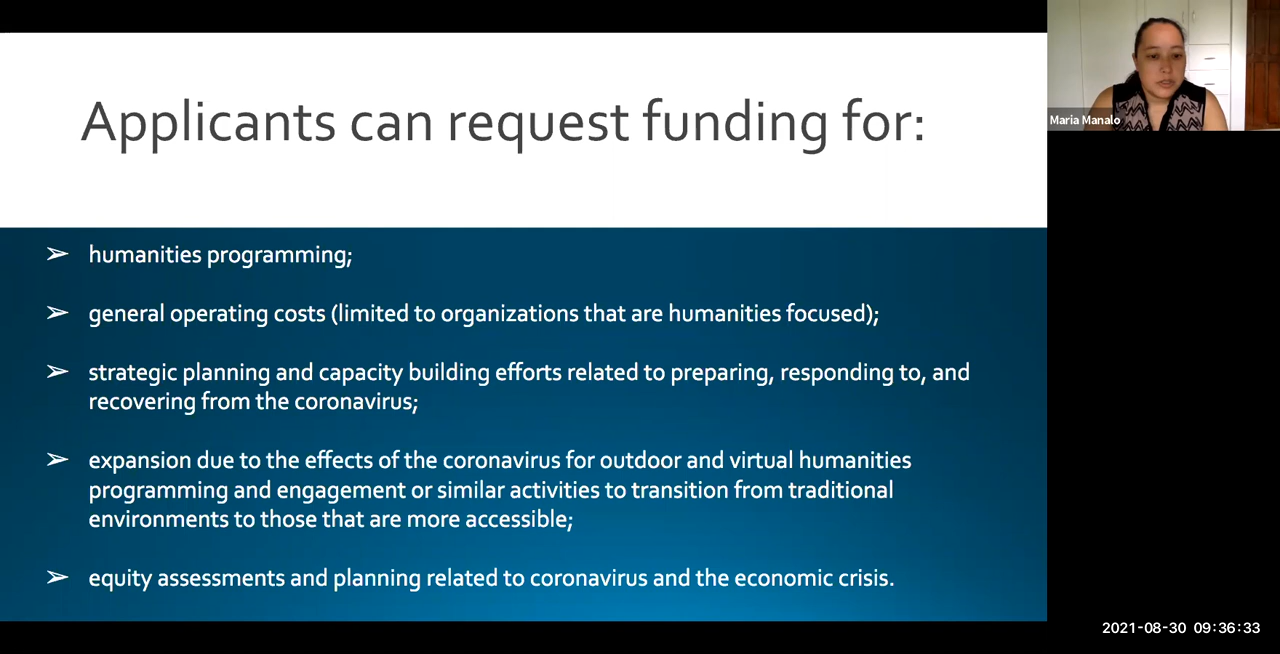 Applicants can request funding for:
Maria Manalo
➢ humanities programming;
➢ general operating costs (limited to organizations that are humanities focused);
➢ strategic planning and capacity building efforts related to preparing, responding to, and
recovering from the coronavirus;
➢ expansion due to the effects of the coronavirus for outdoor and virtual humanities
programming and engagement or similar activities to transition from traditional
environments to those that are more accessible;
➢ equity assessments and planning related to coronavirus and the economic crisis.
2021-08-30 09:36:33